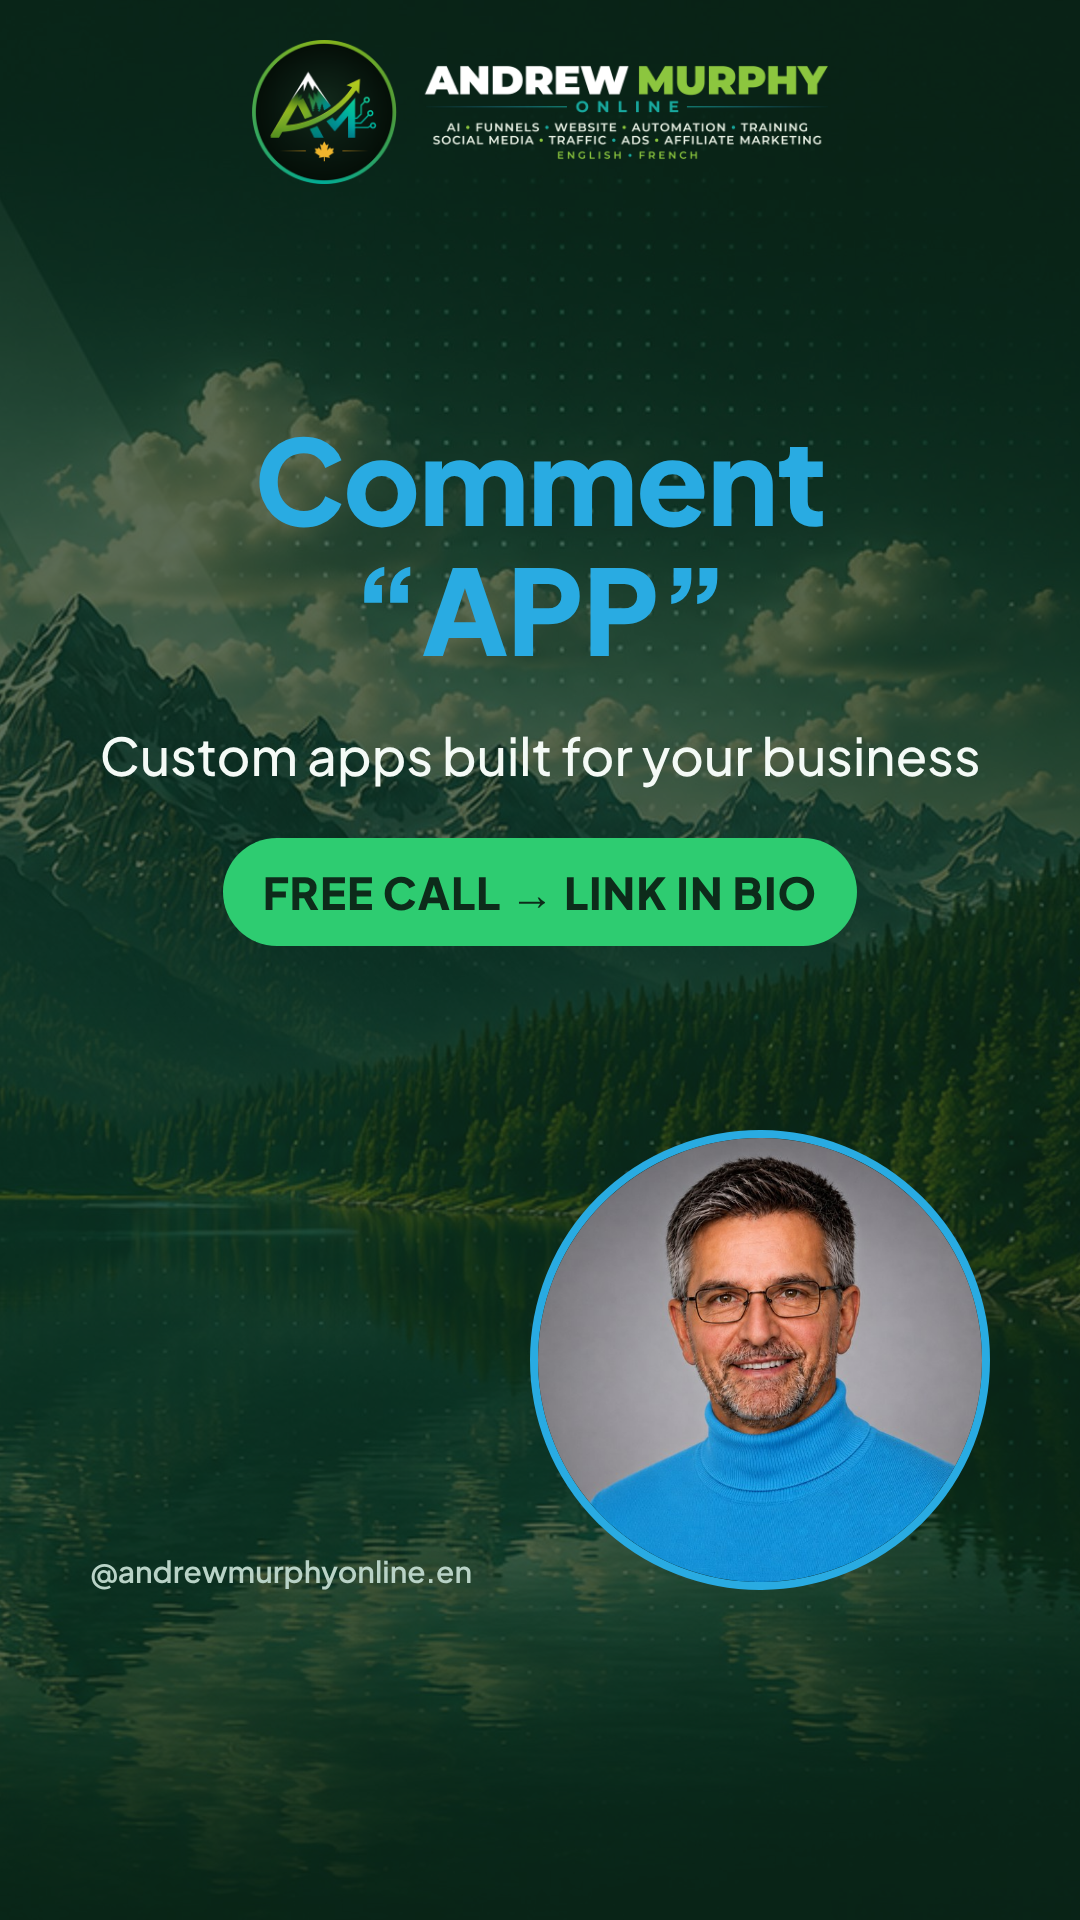 AM
ANDREW MURPHY
ONLINE
AI • FUNNELS • WEBSITE • AUTOMATION • TRAINING
SOCIAL MEDIA • TRAFFIC • ADS • AFFILIATE MARKETING
ENGLISH • FRENCH
Comment
“APP”
Custom apps built for your business
FREE CALL → LINK IN BIO
@andrewmurphyonline.en